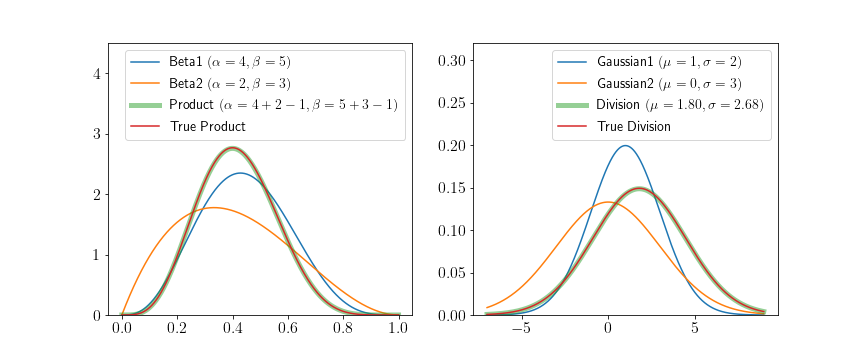 Beta1 (α = 4, β = 5)
Beta2 (α = 2, β = 3)
Product (α = 4 + 2 − 1, β = 5 + 3 − 1)
True Product
4
3
2
1
0
0.0 0.2 0.4 0.6 0.8 1.0
Gaussian1 (μ = 1, σ = 2)
Gaussian2 (μ = 0, σ = 3)
Division (μ = 1.80, σ = 2.68)
True Division
0.30
0.25
0.20
0.15
0.10
0.05
0.00
−5 0 5